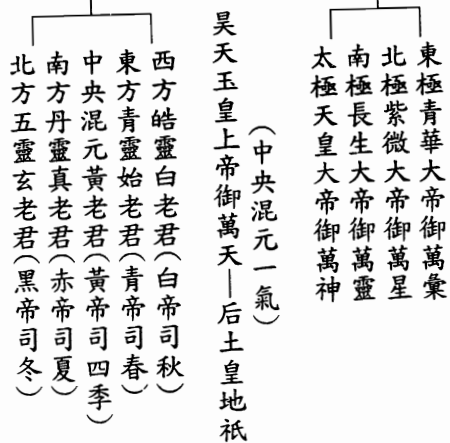 東極青華大帝御萬彙
北極紫微大帝御萬星
南極長生大帝御萬靈
太極天皇大帝御萬神
（中央混元一氣）
昊天玉皇上帝御萬天—后土皇地祇
西方皓靈白老君（白帝司秋）
東方青靈始老君（青帝司春）
中央混元黃老君（黃帝司四季）
南方丹靈真老君（赤帝司夏）
北方五靈玄老君（黑帝司冬）